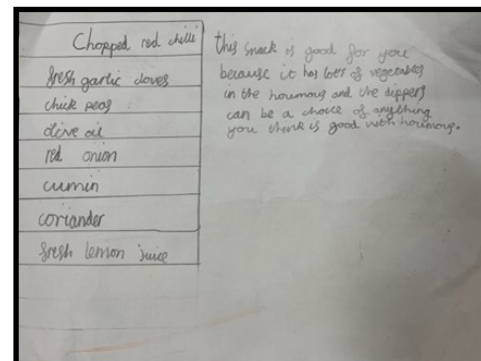 Chopped red chilli
fresh garlic cloves
chick peas
olive oil
red onion
cumin
coriander
fresh lemon juice
this snack is good for you
because it has lots of vegetables
in the houmous and the dippers
can be a choice of anything
you think is good with houmous.